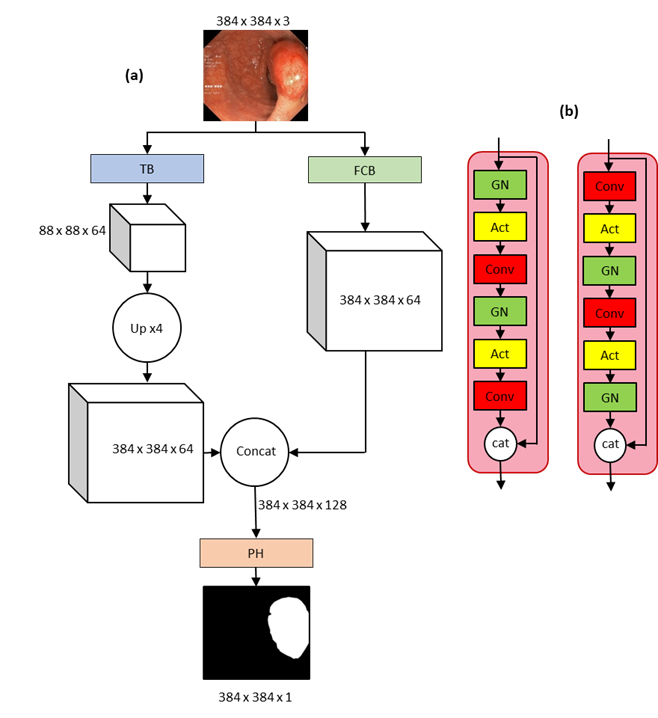 384 x 384 x 3
(a)
(b)
TB
FCB
88 x 88 x 64
384 x 384 x 64
Up x4
384 x 384 x 64
Concat
384 x 384 x 128
PH
384 x 384 x 1
GN
Act
Conv
GN
Act
Conv
cat
Conv
Act
GN
Conv
Act
GN
cat